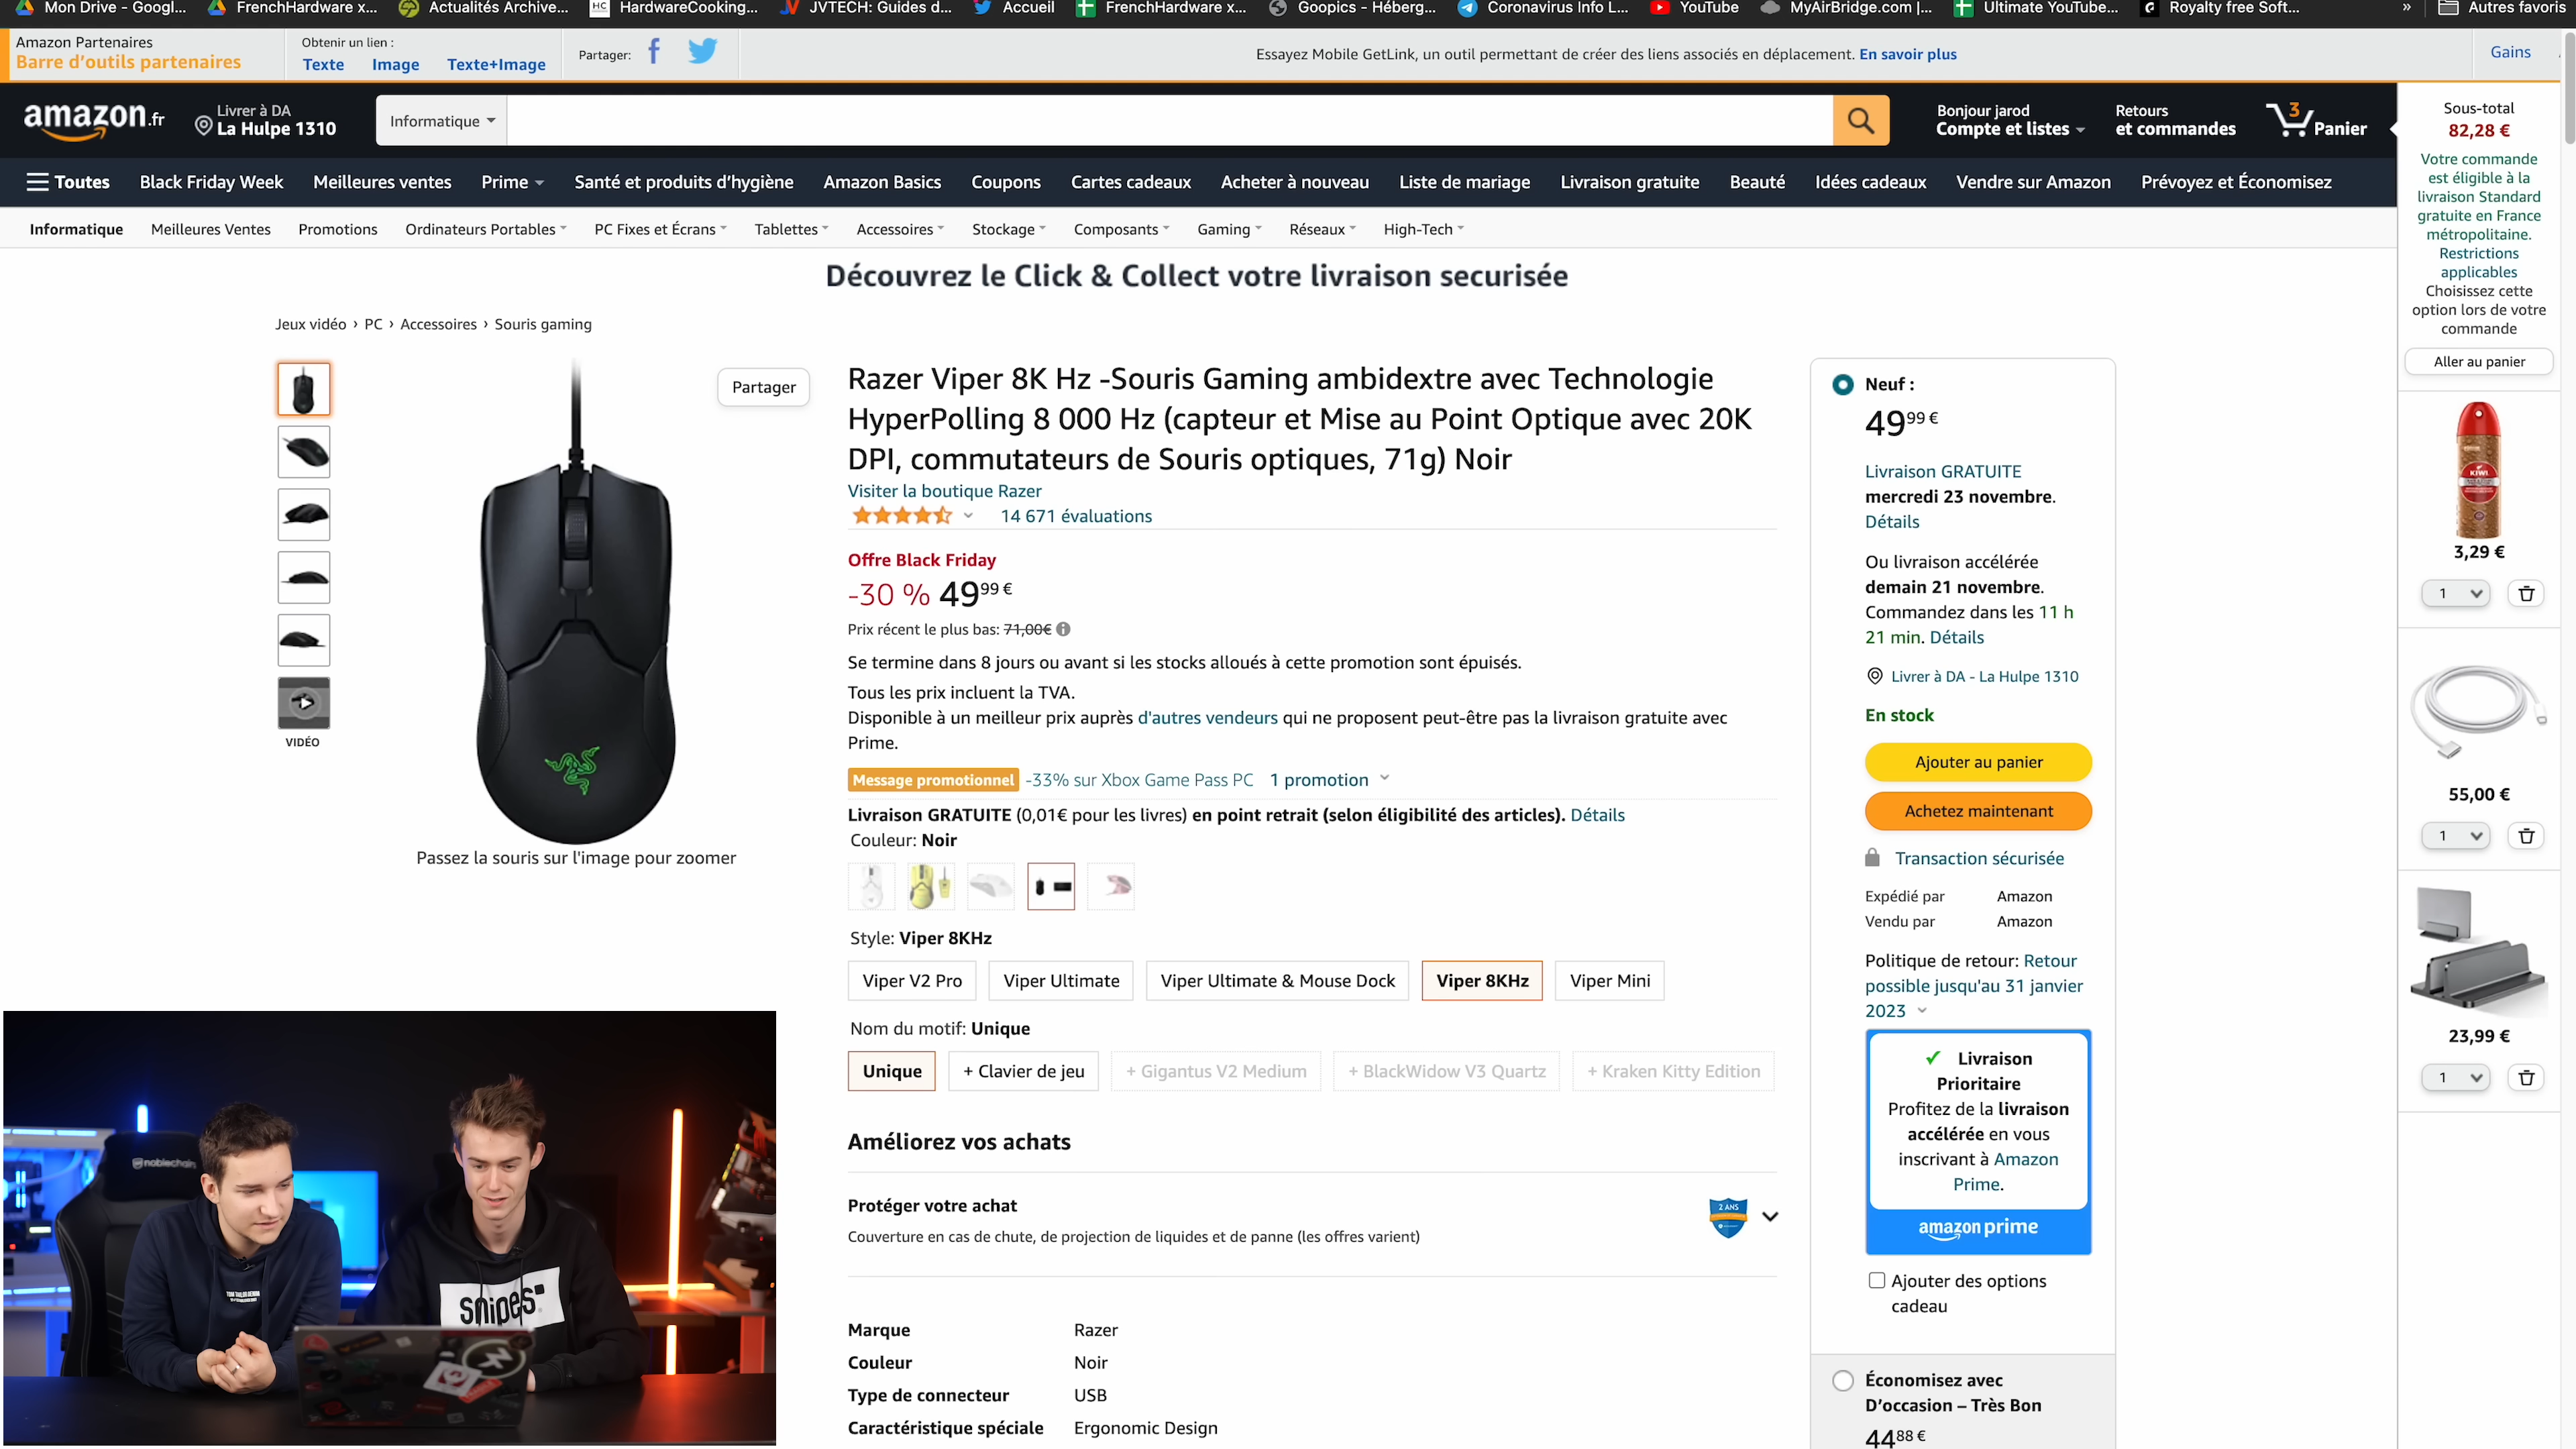 Mon Drive - Googl...
FrenchHardware x...
Actualités Archive...
HC HardwareCooking...
JVTECH: Guides d...
Accueil
FrenchHardware x...
Goopics - Héberg...
Coronavirus Info L...
YouTube
MyAirBridge.com |...
Ultimate YouTube...
Royalty free Soft...
»
Autres favoris
Amazon Partenaires
Barre d'outils partenaires
Obtenir un lien :
Texte Image Texte+Image
Partager:
Essayez Mobile GetLink, un outil permettant de créer des liens associés en déplacement. En savoir plus
Gains
amazon.fr
Livrer à DA
La Hulpe 1310
Informatique
Bonjour jarod
Compte et listes
Retours
et commandes
3
Panier
Toutes Black Friday Week Meilleures ventes Prime Santé et produits d'hygiène Amazon Basics Coupons Cartes cadeaux Acheter à nouveau Liste de mariage Livraison gratuite Beauté Idées cadeaux Vendre sur Amazon Prévoyez et Économisez
Informatique Meilleures Ventes Promotions Ordinateurs Portables PC Fixes et Écrans Tablettes Accessoires Stockage Composants Gaming Réseaux High-Tech
Découvrez le Click & Collect votre livraison securisée
Jeux vidéo › PC › Accessoires › Souris gaming
VIDÉO
Partager
Passez la souris sur l'image pour zoomer
Razer Viper 8K Hz -Souris Gaming ambidextre avec Technologie
HyperPolling 8 000 Hz (capteur et Mise au Point Optique avec 20K
DPI, commutateurs de Souris optiques, 71g) Noir
Visiter la boutique Razer
14 671 évaluations
Offre Black Friday
-30 % 49,99 €
Prix récent le plus bas: 71,00€
Se termine dans 8 jours ou avant si les stocks alloués à cette promotion sont épuisés.
Tous les prix incluent la TVA.
Disponible à un meilleur prix auprès d'autres vendeurs qui ne proposent peut-être pas la livraison gratuite avec
Prime.
Message promotionnel -33% sur Xbox Game Pass PC 1 promotion
Livraison GRATUITE (0,01€ pour les livres) en point retrait (selon éligibilité des articles). Détails
Couleur: Noir
Style: Viper 8KHz
Viper V2 Pro
Viper Ultimate
Viper Ultimate & Mouse Dock
Viper 8KHz
Viper Mini
Nom du motif: Unique
Unique
+ Clavier de jeu
+ Gigantus V2 Medium
+ BlackWidow V3 Quartz
+ Kraken Kitty Edition
Améliorez vos achats
Protéger votre achat
Couverture en cas de chute, de projection de liquides et de panne (les offres varient)
2 ANS
Marque Razer
Couleur Noir
Type de connecteur USB
Caractéristique spéciale Ergonomic Design
Neuf :
49,99 €
Livraison GRATUITE
mercredi 23 novembre.
Détails
Ou livraison accélérée
demain 21 novembre.
Commandez dans les 11 h
21 min. Détails
Livrer à DA - La Hulpe 1310
En stock
Ajouter au panier
Achetez maintenant
Transaction sécurisée
Expédié par Amazon
Vendu par Amazon
Politique de retour: Retour
possible jusqu'au 31 janvier
2023
✓ Livraison
Prioritaire
Profitez de la livraison
accélérée en vous
inscrivant à Amazon
Prime.
amazon prime
Ajouter des options
cadeau
Économisez avec
D'occasion – Très Bon
44,88 €
Sous-total
82,28 €
Votre commande
est éligible à la
livraison Standard
gratuite en France
métropolitaine.
Restrictions
applicables
Choisissez cette
option lors de votre
commande
Aller au panier
KIWI
3,29 €
1
55,00 €
1
23,99 €
1
noblechairs
snipes